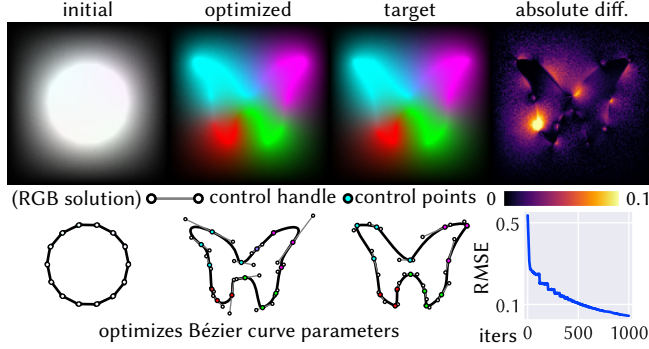 initial optimized target absolute diff.
(RGB solution) control handle control points 0 0.1
0.5
RMSE
0.1
optimizes Bézier curve parameters
iters 0 500 1000